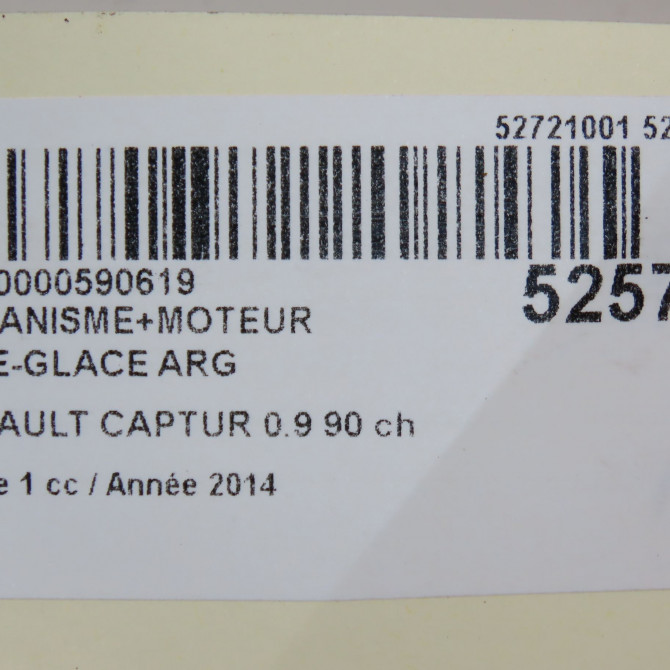 52721001 52
0000590619
5257
ANISME+MOTEUR
E-GLACE ARG
AULT CAPTUR 0.9 90 ch
e 1 cc / Année 2014